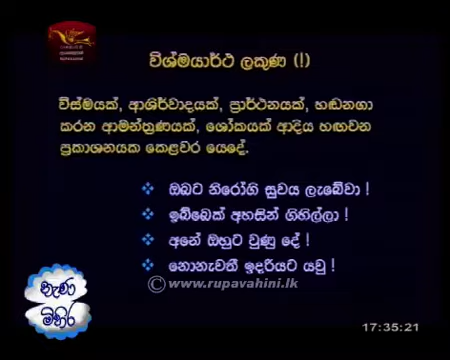 විශ්මයාර්ථ ලකුණ (!)
විස්මයක්, ආශිර්වාදයක්, ප්‍රාර්ථනයක්, හඬනගා
කරන ආමන්ත්‍රණයක්, ශෝකයක් ආදිය හඟවන
ප්‍රකාශනයක කෙළවර යෙදේ.
❖ ඔබට නිරෝගි සුවය ලැබේවා !
❖ ඉබ්බෙක් අහසින් ගිහිල්ලා !
❖ අනේ ඔහුට වුණු දේ !
❖ නොනැවතී ඉදරියට යවු !
©www.rupavahini.lk
නැණ
මිහිර
17:35:21